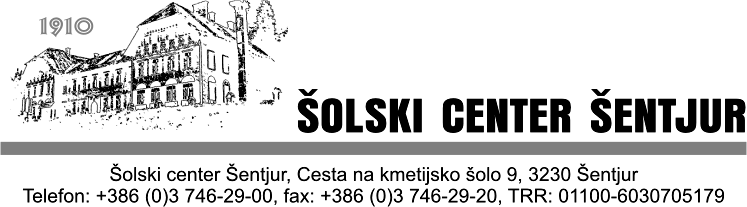 1910
ŠOLSKI CENTER ŠENTJUR
Šolski center Šentjur, Cesta na kmetijsko šolo 9, 3230 Šentjur
Telefon: +386 (0)3 746-29-00, fax: +386 (0)3 746-29-20, TRR: 01100-6030705179